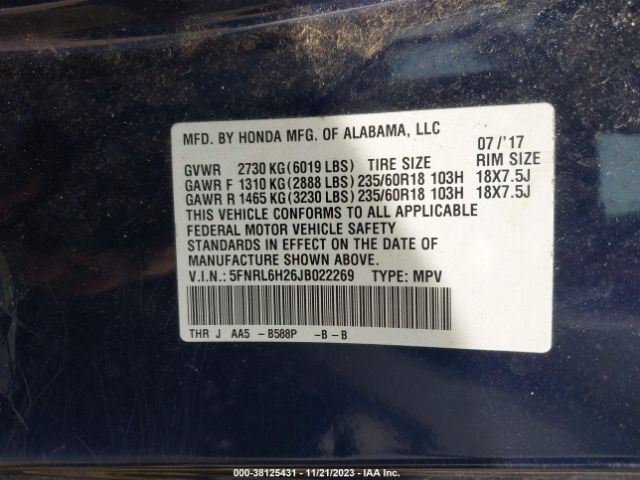 MFD. BY HONDA MFG. OF ALABAMA, LLC 07/'17
GVWR 2730 KG (6019 LBS) TIRE SIZE RIM SIZE
GAWR F 1310 KG (2888 LBS) 235/60R18 103H 18X7.5J
GAWR R 1465 KG (3230 LBS) 235/60R18 103H 18X7.5J
THIS VEHICLE CONFORMS TO ALL APPLICABLE
FEDERAL MOTOR VEHICLE SAFETY
STANDARDS IN EFFECT ON THE DATE OF
MANUFACTURE SHOWN ABOVE.
V.I.N.: 5FNRL6H26JB022269 TYPE: MPV
THR J AA5 -B588P -B-B
000-38125431 - 11/21/2023 - IAA Inc.